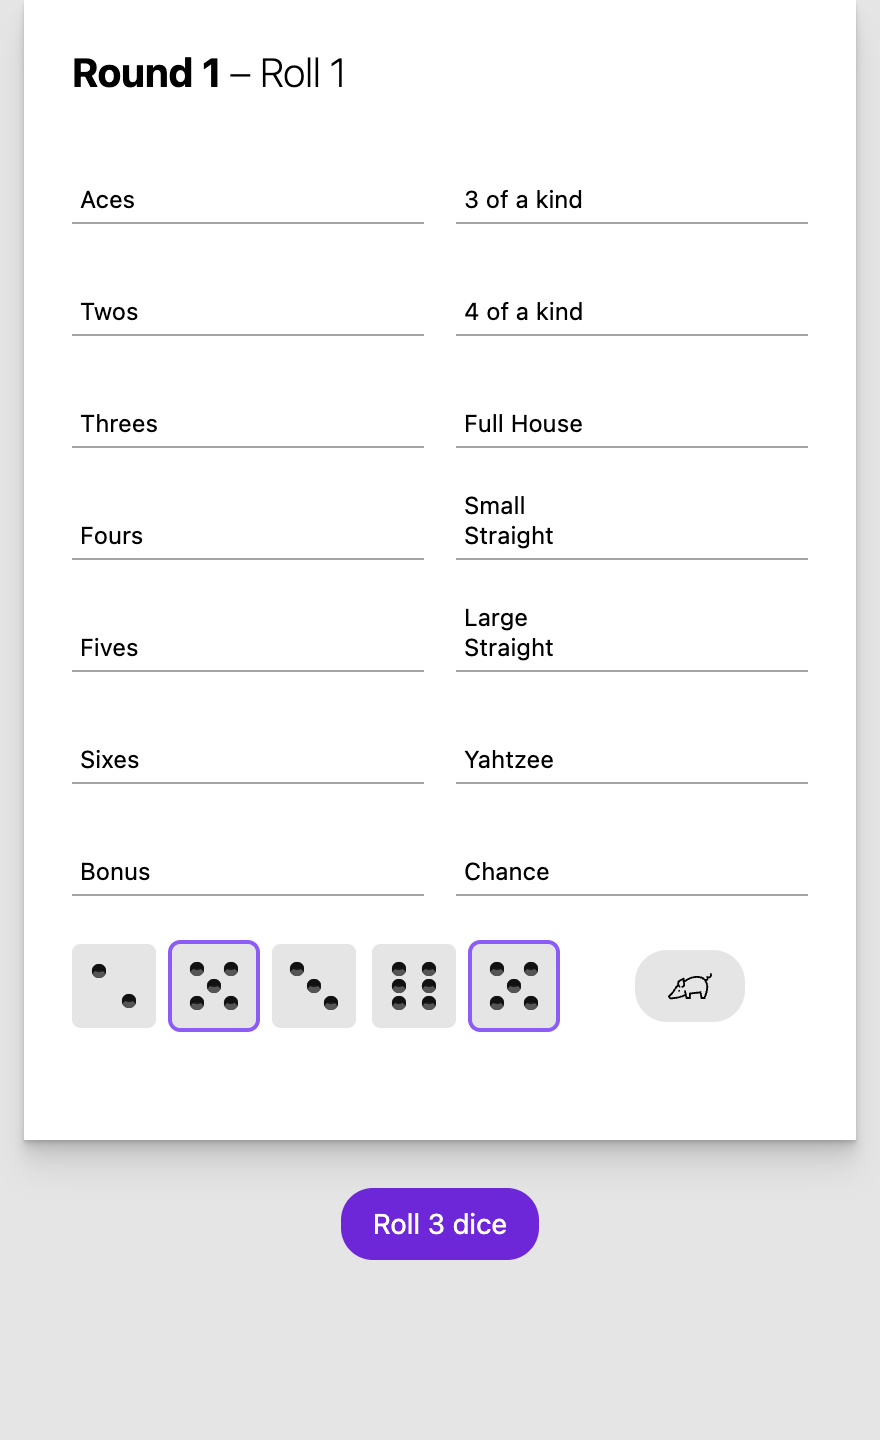 Round 1 – Roll 1
Aces
3 of a kind
Twos
4 of a kind
Threes
Full House
Fours
Small
Straight
Fives
Large
Straight
Sixes
Yahtzee
Bonus
Chance
Roll 3 dice